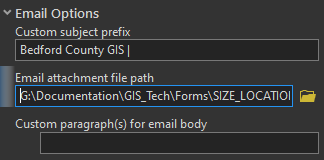 Email Options
Custom subject prefix
Bedford County GIS |
Email attachment file path
G:\Documentation\GIS_Tech\Forms\SIZE_LOCATIO
Custom paragraph(s) for email body